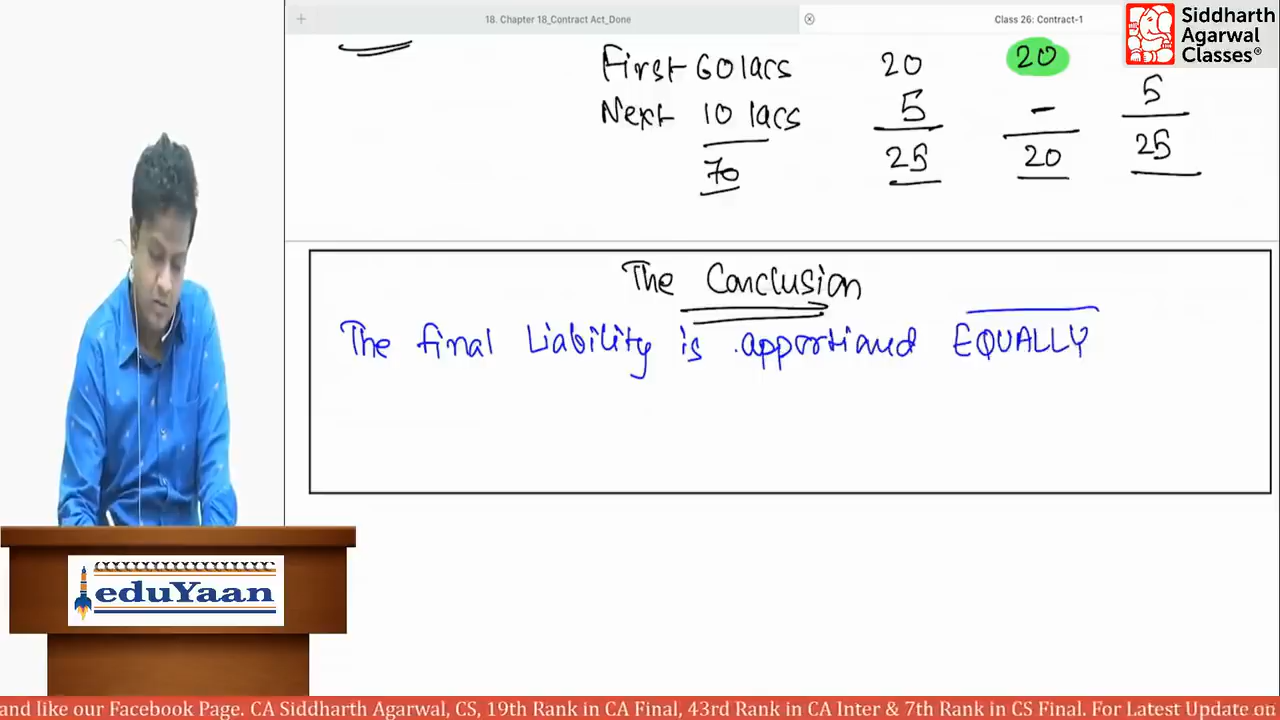 18. Chapter 18_Contract Act_Done
Class 26: Contract-1
Siddharth
Agarwal
Classes®
First 60 lacs 20 20 5
Next 10 lacs 5 - 25
70 25 20
The Conclusion
The final Liability is apportioned EQUALLY
eduYaan
and like our Facebook Page. CA Siddharth Agarwal, CS, 19th Rank in CA Final, 43rd Rank in CA Inter & 7th Rank in CS Final. For Latest Update on